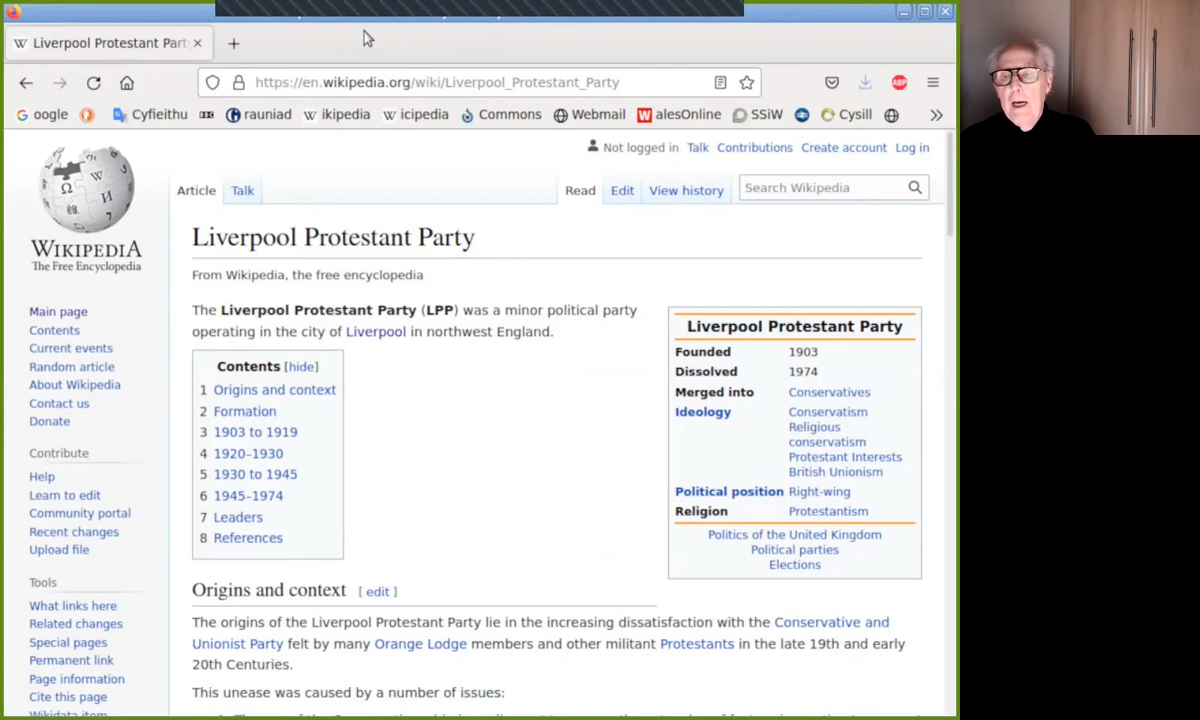 Liverpool Protestant Party
https://en.wikipedia.org/wiki/Liverpool_Protestant_Party
ABP
G oogle
Cyfieithu
rauniad
W ikipedia
W icipedia
Commons
Webmail
W alesOnline
SSiW
Cysill
Not logged in Talk Contributions Create account Log in
Article Talk
Read Edit View history
Search Wikipedia
WIKIPEDIA
The Free Encyclopedia
Main page
Contents
Current events
Random article
About Wikipedia
Contact us
Donate
Contribute
Help
Learn to edit
Community portal
Recent changes
Upload file
Tools
What links here
Related changes
Special pages
Permanent link
Page information
Cite this page
Wikidata item
Liverpool Protestant Party
From Wikipedia, the free encyclopedia
The Liverpool Protestant Party (LPP) was a minor political party
operating in the city of Liverpool in northwest England.
Contents [hide]
1 Origins and context
2 Formation
3 1903 to 1919
4 1920–1930
5 1930 to 1945
6 1945–1974
7 Leaders
8 References
Liverpool Protestant Party
Founded 1903
Dissolved 1974
Merged into Conservatives
Ideology Conservatism
Religious
conservatism
Protestant Interests
British Unionism
Political position Right-wing
Religion Protestantism
Politics of the United Kingdom
Political parties
Elections
Origins and context [ edit ]
The origins of the Liverpool Protestant Party lie in the increasing dissatisfaction with the Conservative and
Unionist Party felt by many Orange Lodge members and other militant Protestants in the late 19th and early
20th Centuries.
This unease was caused by a number of issues: